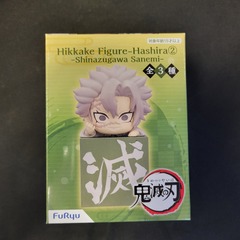 Hikkake Figure-Hashira②
-Shinazugawa Sanemi-
全3種
滅
鬼滅の刃
FuRyu